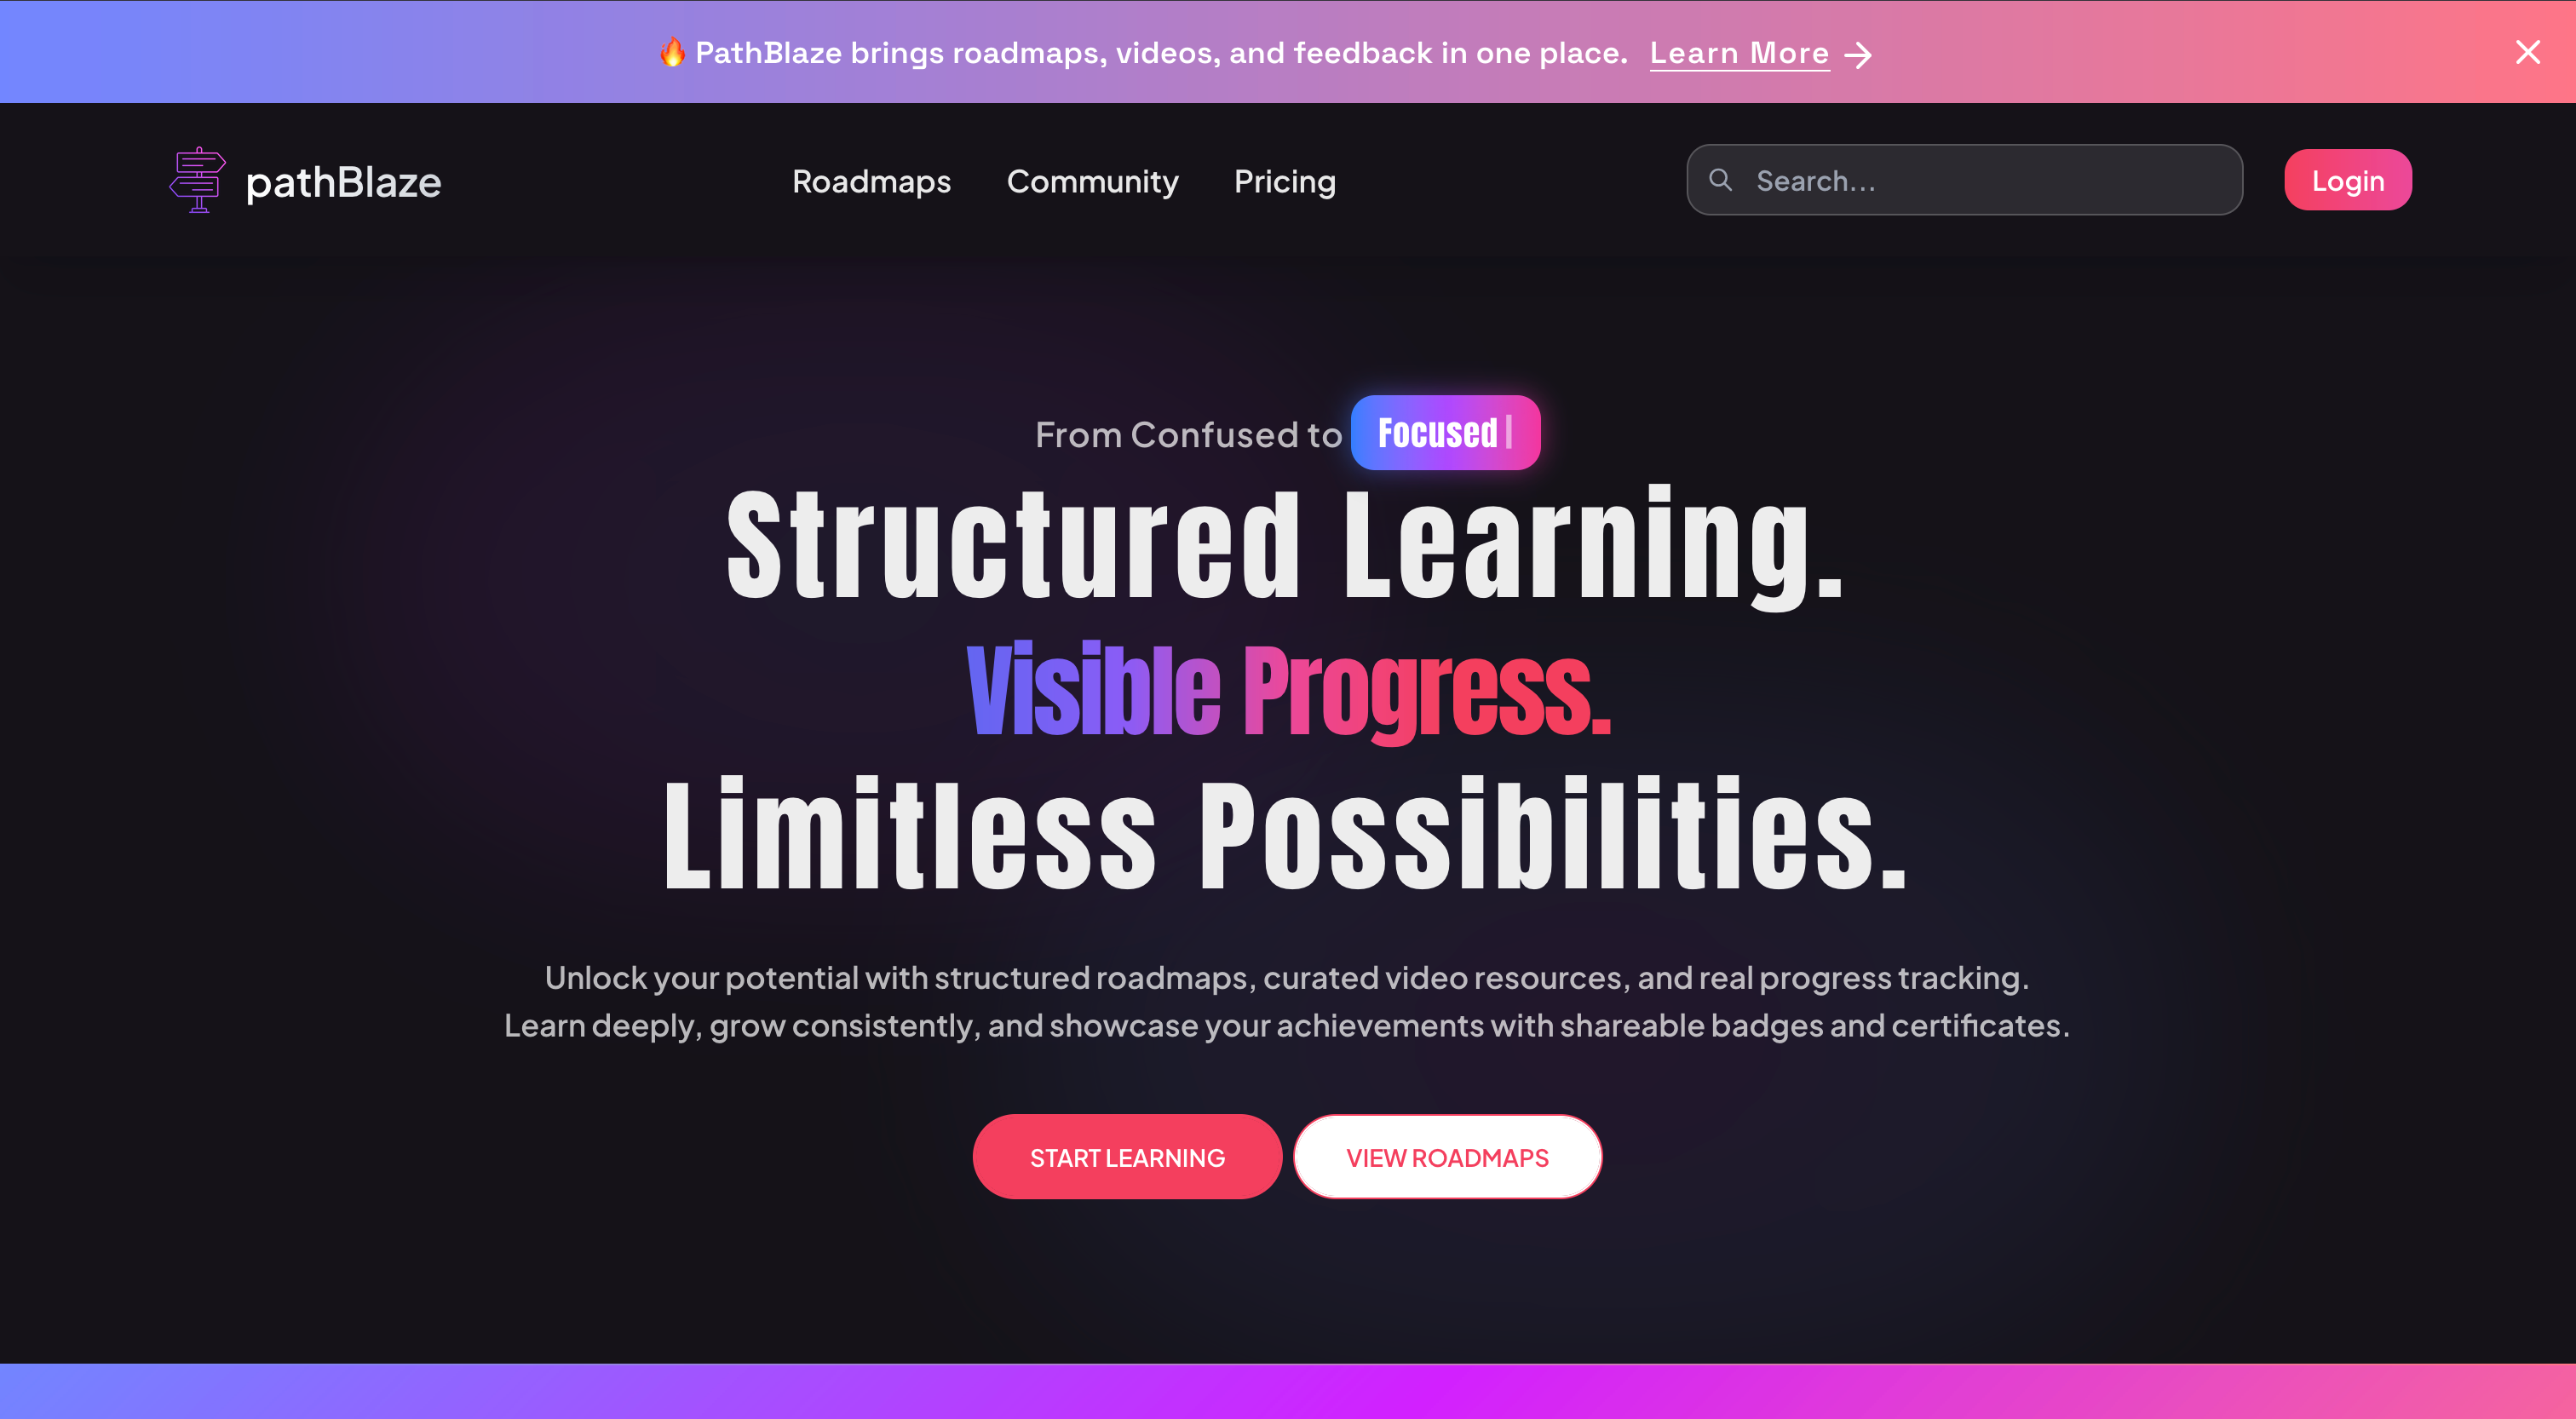 🔥 PathBlaze brings roadmaps, videos, and feedback in one place. Learn More →
pathBlaze Roadmaps Community Pricing Search... Login
From Confused to Focused
Structured Learning.
Visible Progress.
Limitless Possibilities.
Unlock your potential with structured roadmaps, curated video resources, and real progress tracking.
Learn deeply, grow consistently, and showcase your achievements with shareable badges and certificates.
START LEARNING VIEW ROADMAPS